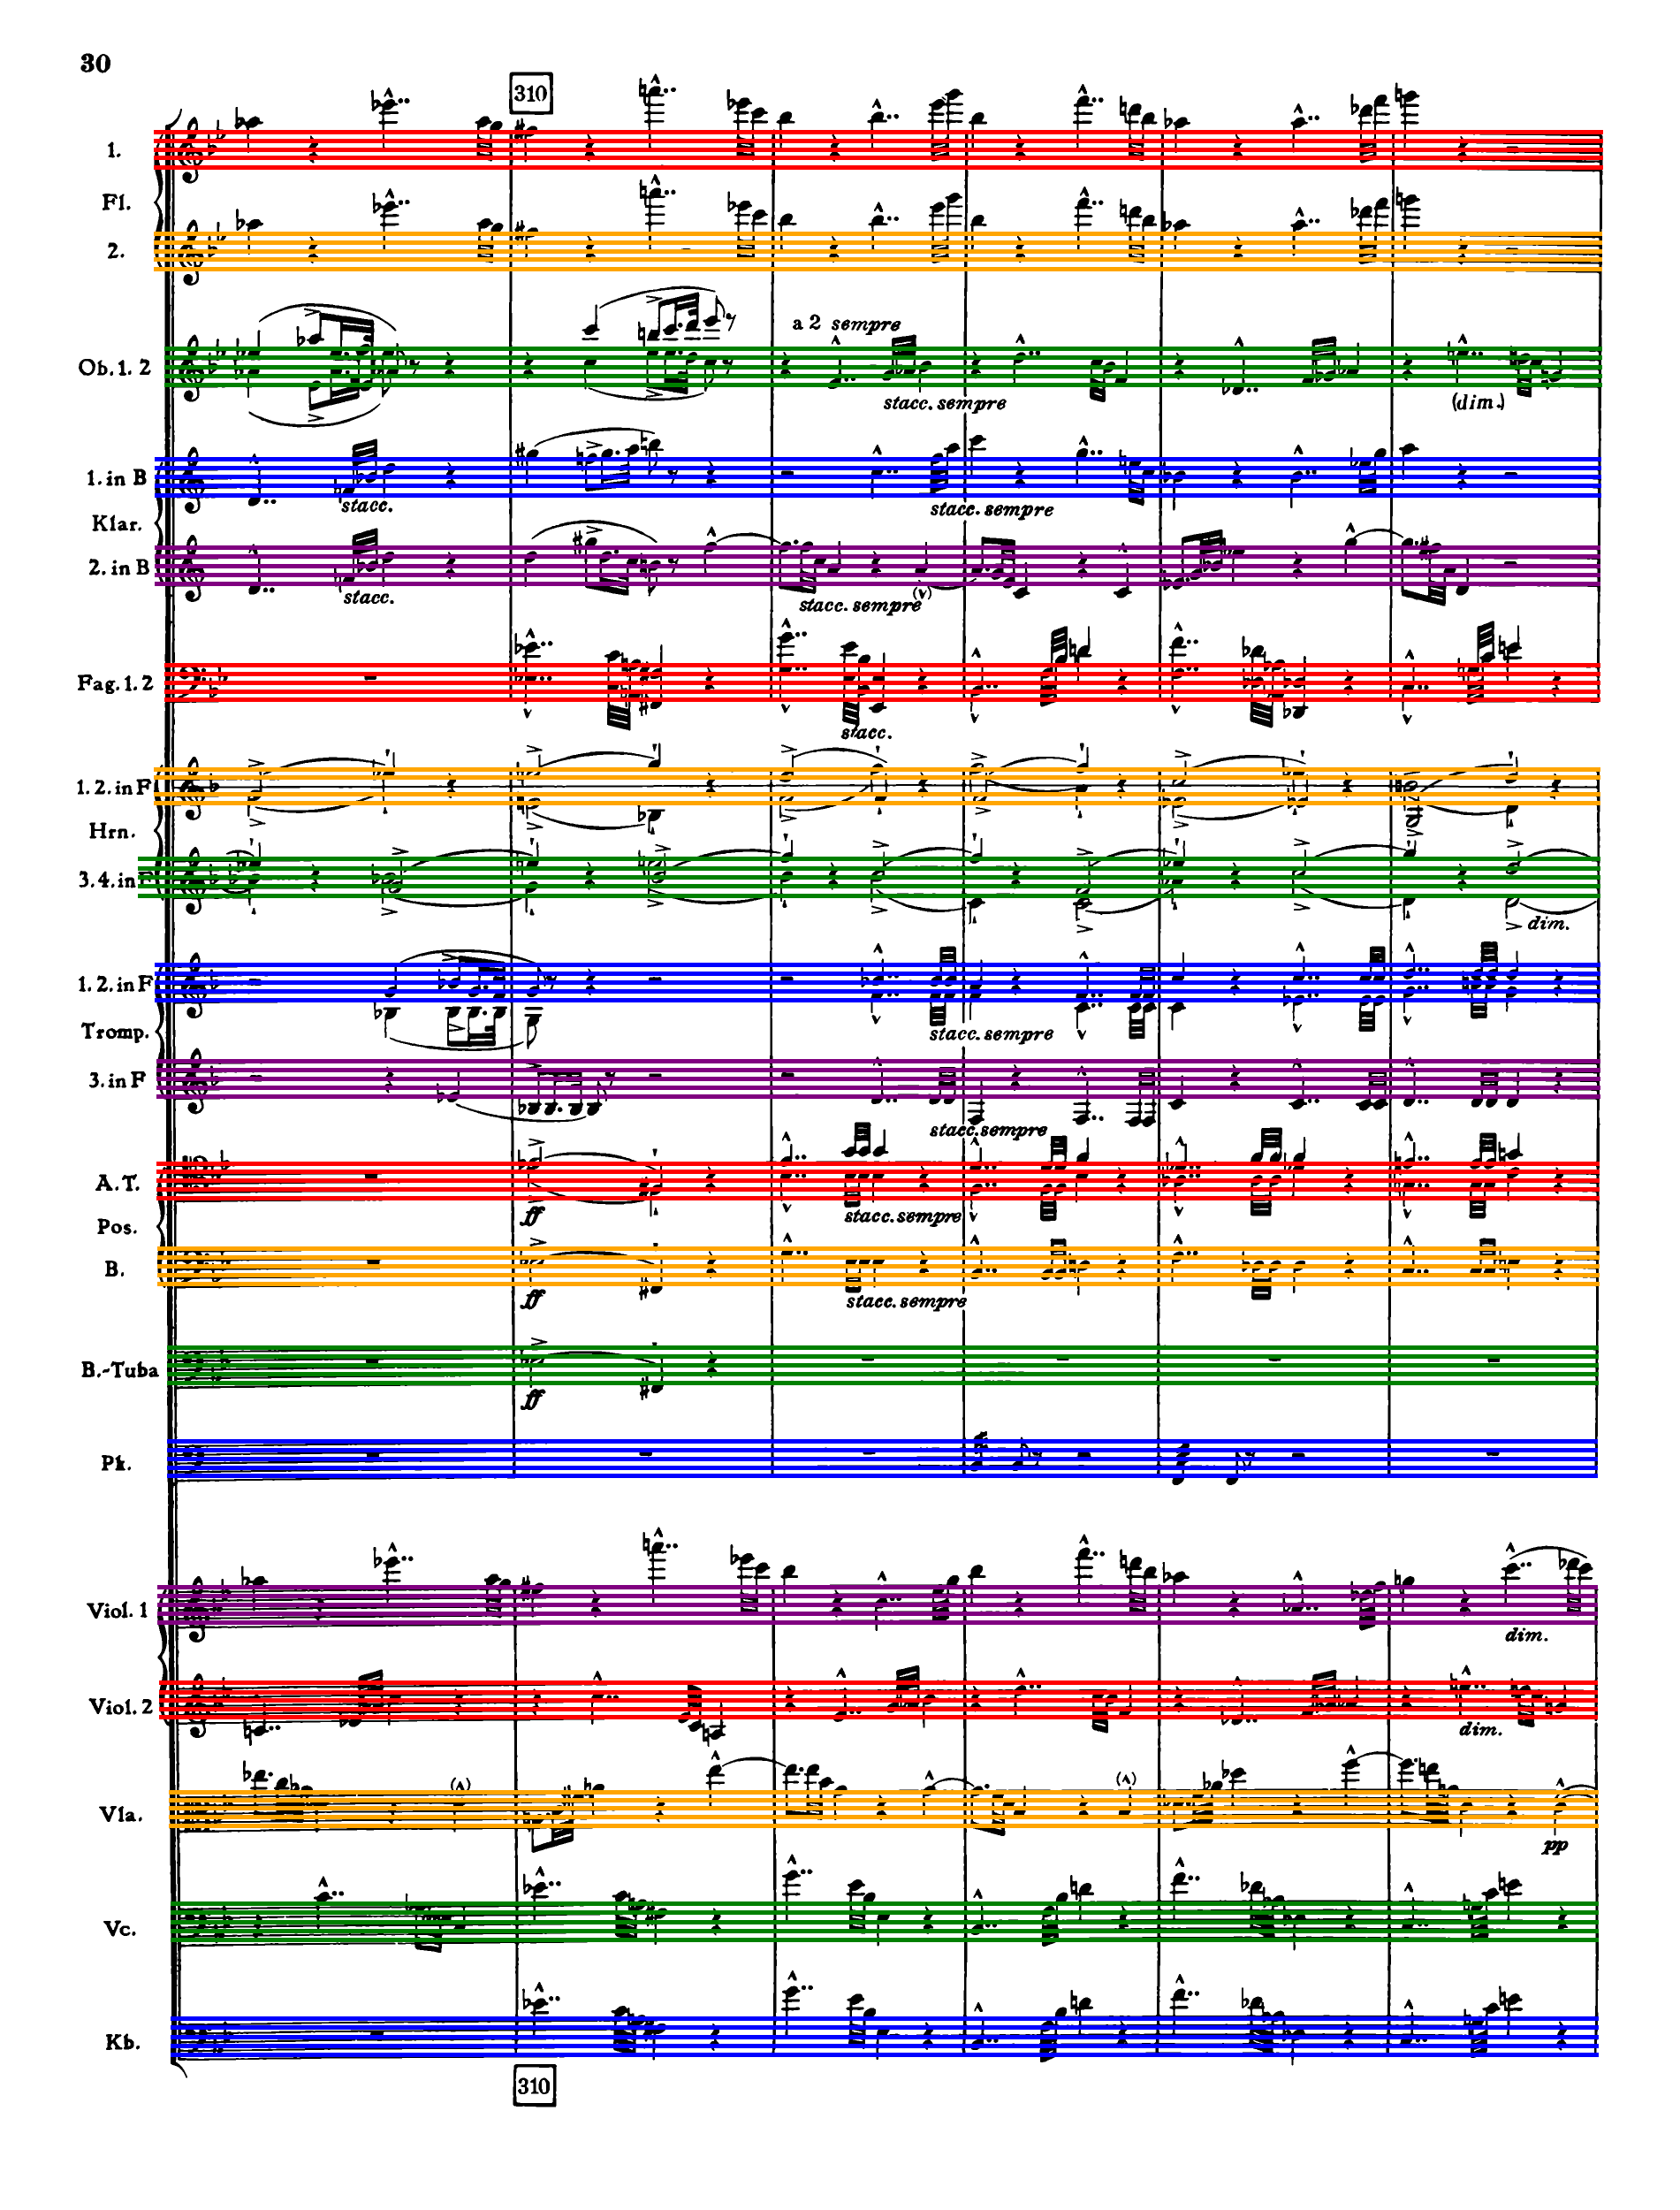 30
310
1.
Fl.
2.
a 2 sempre
Ob. 1. 2
stacc. sempre
(dim.)
1. in B
stacc.
stacc. sempre
Klar.
2. in B
stacc.
stacc. sempre
Fag. 1. 2
stacc.
1. 2. in F
Hrn.
3. 4. in F
dim.
1. 2. in F
stacc. sempre
Tromp.
3. in F
stacc. sempre
A. T.
ff
stacc. sempre
Pos.
B.
ff
stacc. sempre
B.-Tuba
ff
Pk.
Viol. 1
dim.
Viol. 2
dim.
Vla.
pp
Vc.
Kb.
310